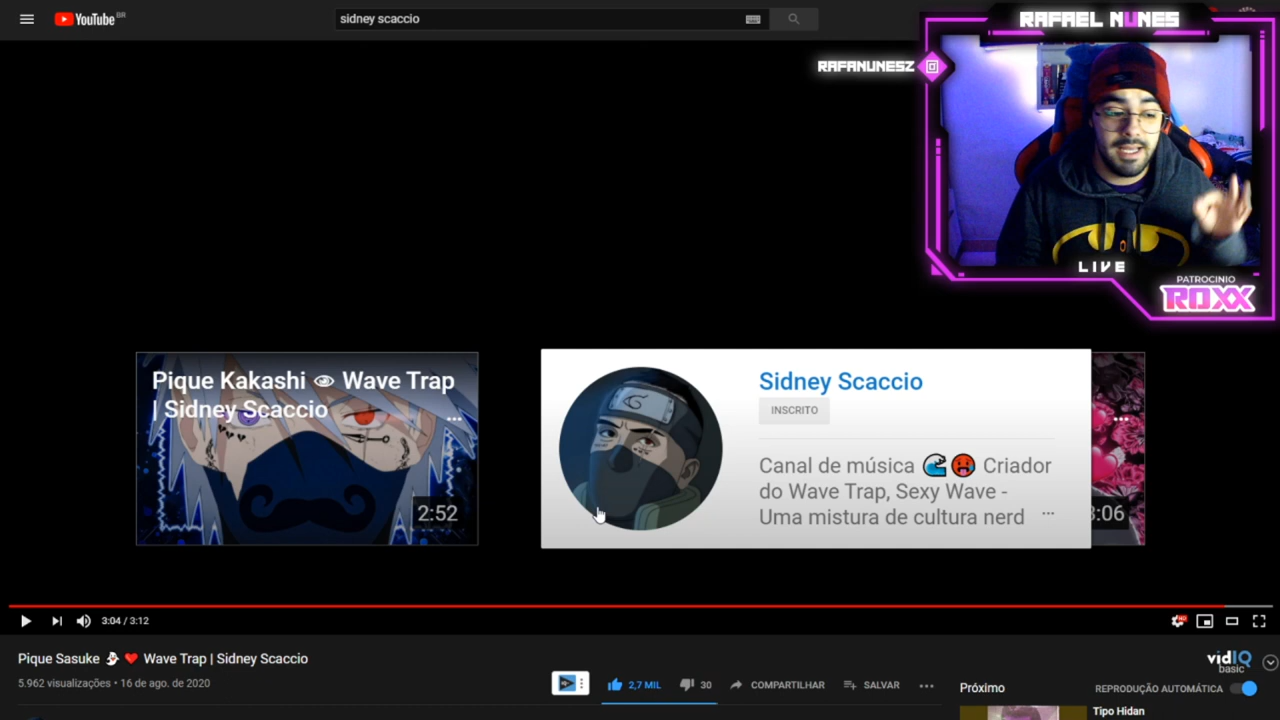 YouTube BR
sidney scaccio
RAFAEL NUNES
RAFANUNESZ
LIVE
PATROCINIO
ROXX
Pique Kakashi 👁 Wave Trap
| Sidney Scaccio
...
2:52
Sidney Scaccio
INSCRITO
Canal de música 🌊🥵 Criador
do Wave Trap, Sexy Wave -
Uma mistura de cultura nerd ...
...
3:06
3:04 / 3:12
HD
Pique Sasuke 👻 ❤️ Wave Trap | Sidney Scaccio
5.962 visualizações • 16 de ago. de 2020
2,7 MIL
30
COMPARTILHAR
SALVAR
...
vidIQ
basic
Próximo
REPRODUÇÃO AUTOMÁTICA
Tipo Hidan